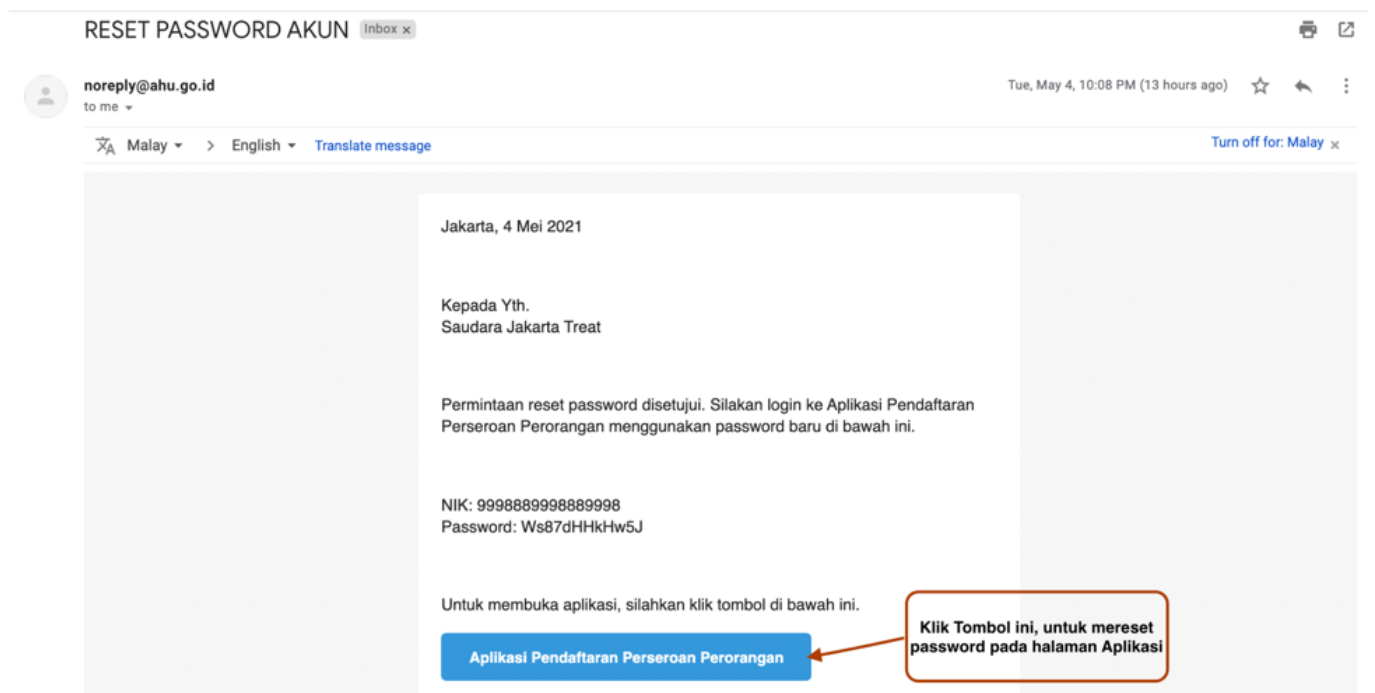 RESET PASSWORD AKUN Inbox x
noreply@ahu.go.id
Tue, May 4, 10:08 PM (13 hours ago)
to me
Malay > English Translate message
Turn off for: Malay x
Jakarta, 4 Mei 2021
Kepada Yth.
Saudara Jakarta Treat
Permintaan reset password disetujui. Silakan login ke Aplikasi Pendaftaran
Perseroan Perorangan menggunakan password baru di bawah ini.
NIK: 9998889998889998
Password: Ws87dHHkHw5J
Untuk membuka aplikasi, silahkan klik tombol di bawah ini.
Aplikasi Pendaftaran Perseroan Perorangan
Klik Tombol ini, untuk mereset
password pada halaman Aplikasi